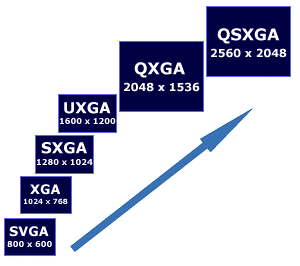 QSXGA
2560 x 2048
QXGA
2048 x 1536
UXGA
1600 x 1200
SXGA
1280 x 1024
XGA
1024 x 768
SVGA
800 x 600